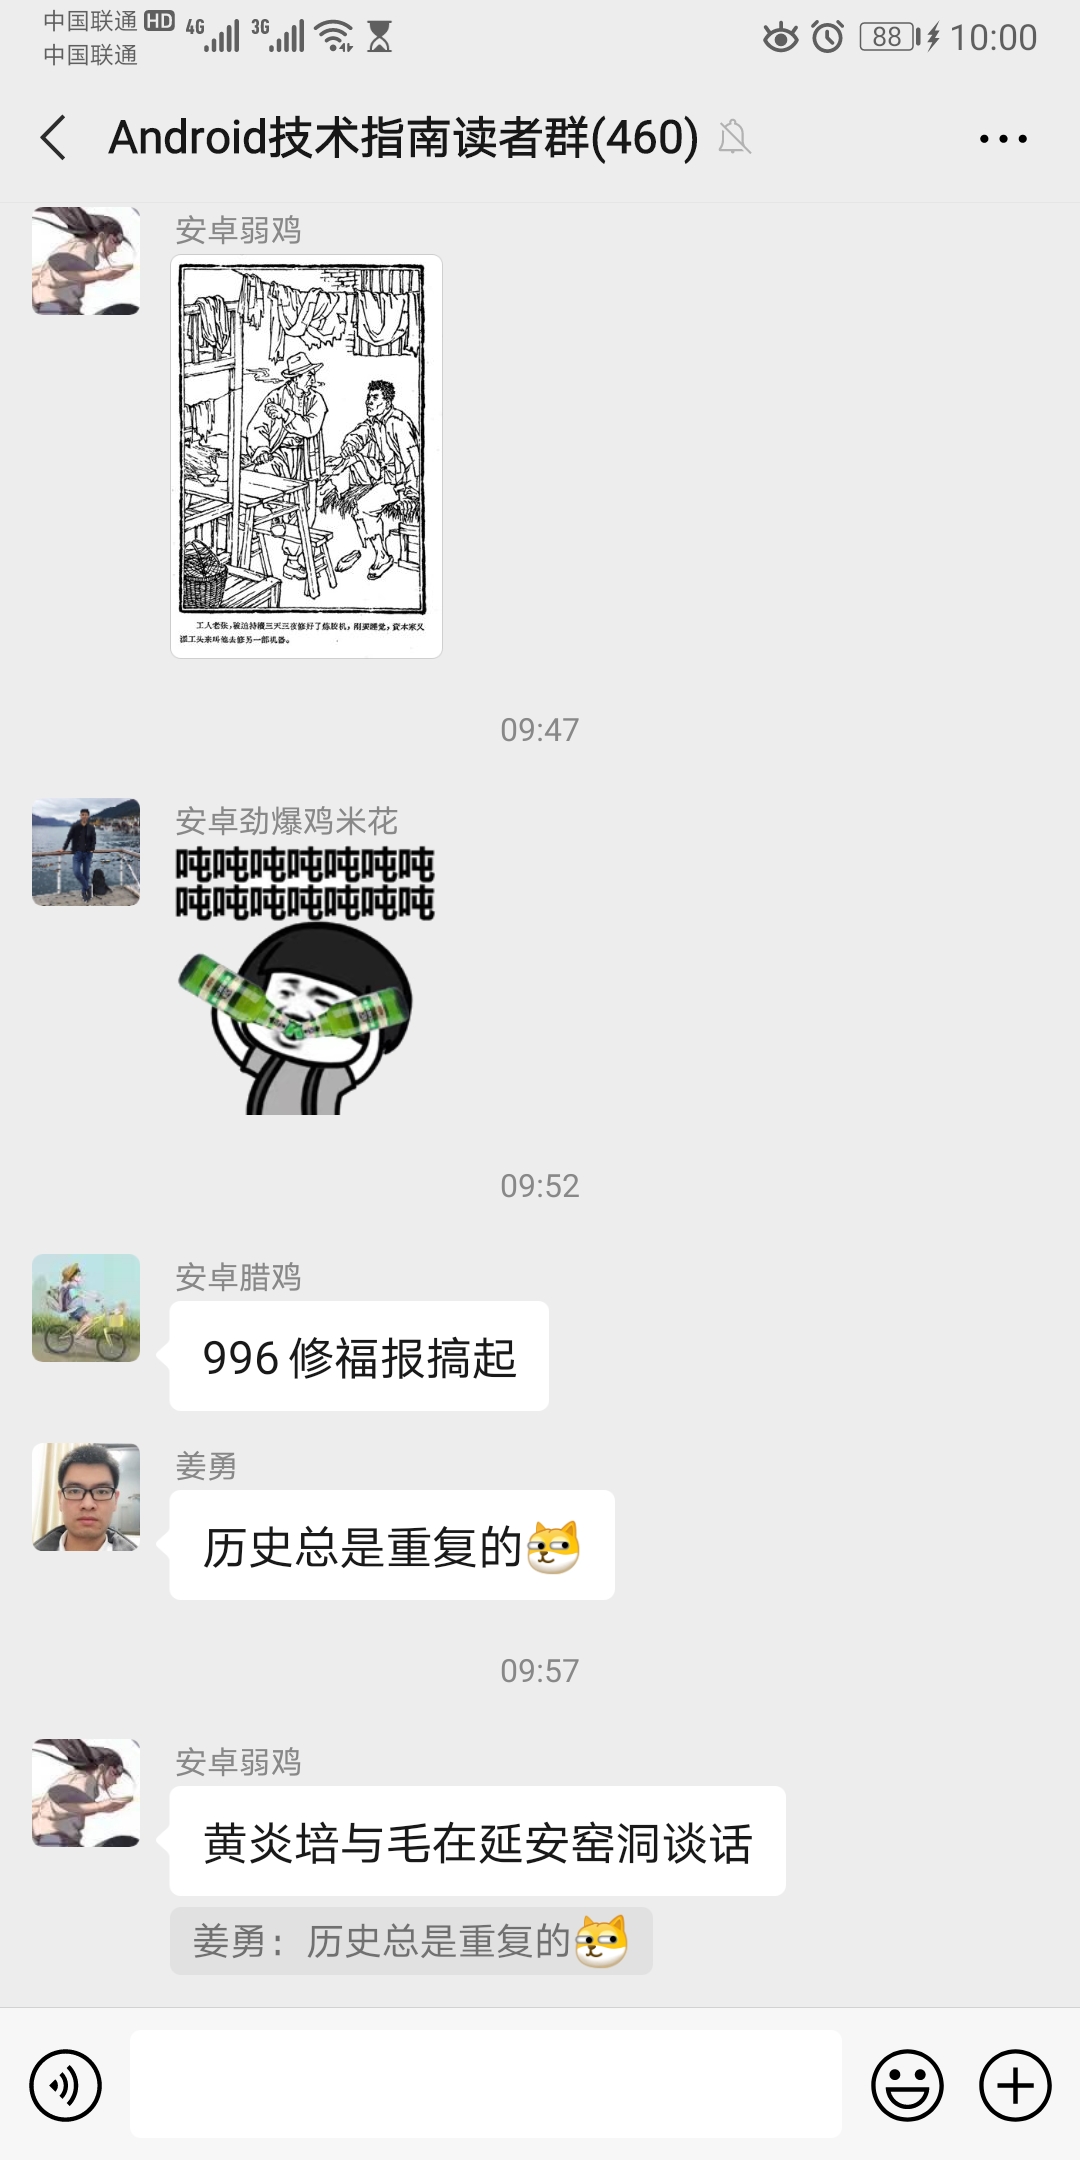 中国联通 HD 4G 3G 88 10:00
中国联通
Android技术指南读者群(460)
安卓弱鸡
工人老张,被迫持续三天三夜修好了炼胶机,刚要睡觉,资本家又
派工头来叫他去修另一部机器。
09:47
安卓劲爆鸡米花
吨吨吨吨吨吨吨
吨吨吨吨吨吨吨
09:52
安卓腊鸡
996 修福报搞起
姜勇
历史总是重复的
09:57
安卓弱鸡
黄炎培与毛在延安窑洞谈话
姜勇：历史总是重复的